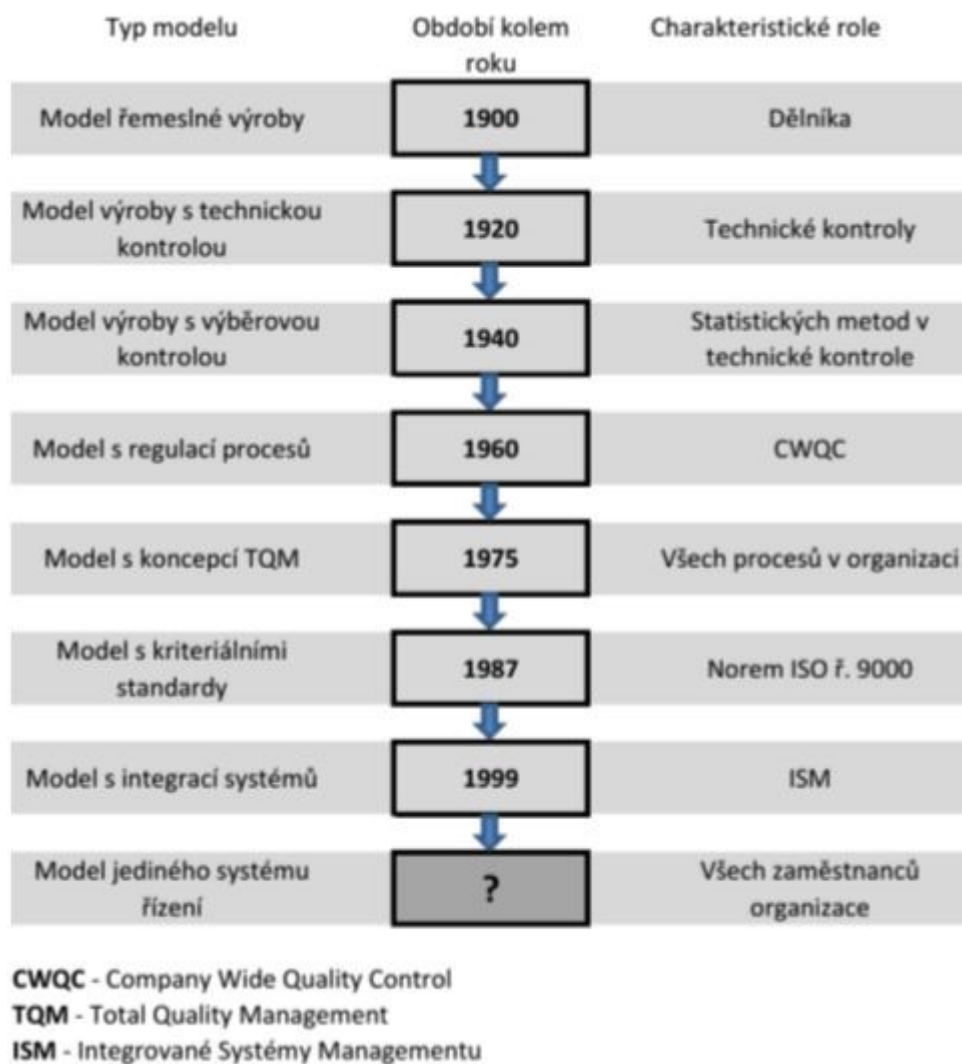 Typ modelu Období kolem roku Charakteristické role
Model řemeslné výroby 1900 Dělníka
Model výroby s technickou kontrolou 1920 Technické kontroly
Model výroby s výběrovou kontrolou 1940 Statistických metod v technické kontrole
Model s regulací procesů 1960 CWQC
Model s koncepcí TQM 1975 Všech procesů v organizaci
Model s kriteriálními standardy 1987 Norem ISO ř. 9000
Model s integrací systémů 1999 ISM
Model jediného systému řízení ? Všech zaměstnanců organizace
CWQC - Company Wide Quality Control
TQM - Total Quality Management
ISM - Integrované Systémy Managementu